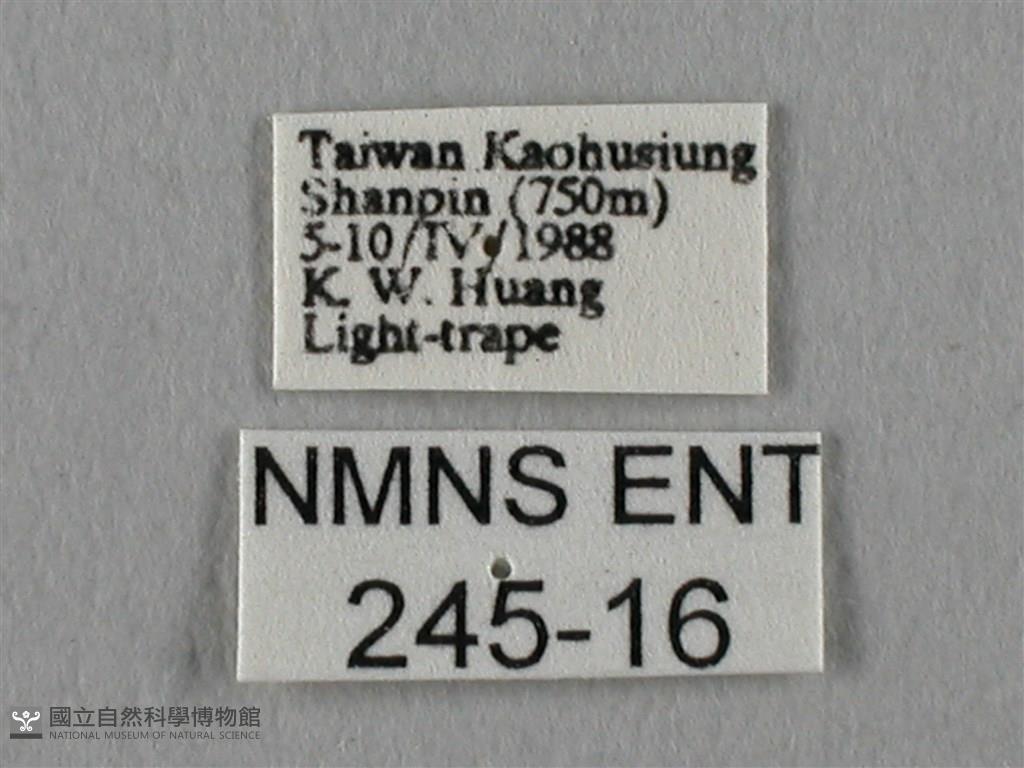 Taiwan Kaohusiung
Shanpin (750m)
5-10/IV/1988
K. W. Huang
Light-trape
NMNS ENT
245-16
國立自然科學博物館
NATIONAL MUSEUM OF NATURAL SCIENCE